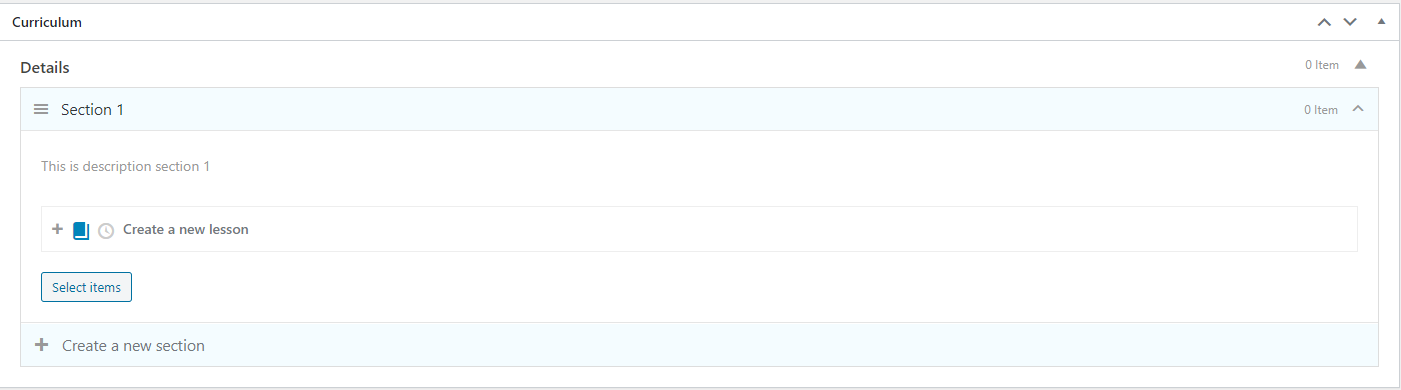 Curriculum
Details
0 Item
Section 1
0 Item
This is description section 1
Create a new lesson
Select items
Create a new section